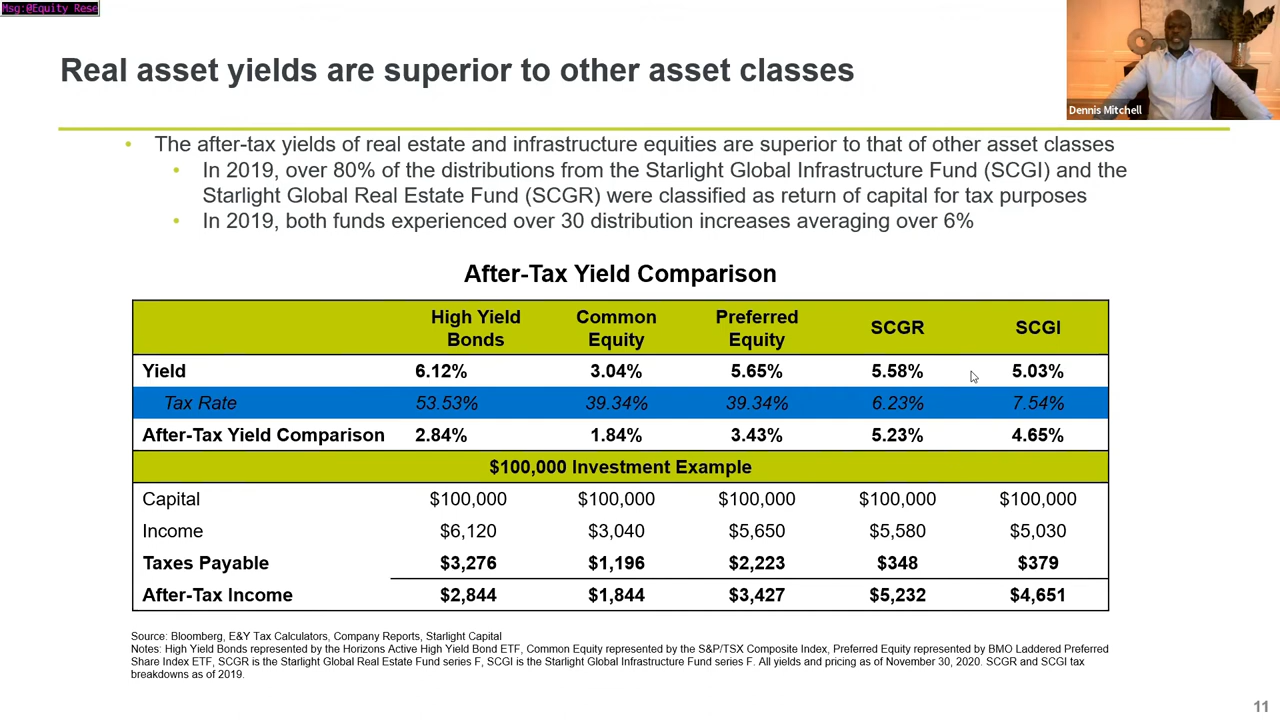 Msg:@Equity Rese
Real asset yields are superior to other asset classes
Dennis Mitchell
• The after-tax yields of real estate and infrastructure equities are superior to that of other asset classes
• In 2019, over 80% of the distributions from the Starlight Global Infrastructure Fund (SCGI) and the
Starlight Global Real Estate Fund (SCGR) were classified as return of capital for tax purposes
• In 2019, both funds experienced over 30 distribution increases averaging over 6%
After-Tax Yield Comparison
High Yield Bonds Common Equity Preferred Equity SCGR SCGI
Yield 6.12% 3.04% 5.65% 5.58% 5.03%
Tax Rate 53.53% 39.34% 39.34% 6.23% 7.54%
After-Tax Yield Comparison 2.84% 1.84% 3.43% 5.23% 4.65%
$100,000 Investment Example
Capital $100,000 $100,000 $100,000 $100,000 $100,000
Income $6,120 $3,040 $5,650 $5,580 $5,030
Taxes Payable $3,276 $1,196 $2,223 $348 $379
After-Tax Income $2,844 $1,844 $3,427 $5,232 $4,651
Source: Bloomberg, E&Y Tax Calculators, Company Reports, Starlight Capital
Notes: High Yield Bonds represented by the Horizons Active High Yield Bond ETF, Common Equity represented by the S&P/TSX Composite Index, Preferred Equity represented by BMO Laddered Preferred
Share Index ETF, SCGR is the Starlight Global Real Estate Fund series F, SCGI is the Starlight Global Infrastructure Fund series F. All yields and pricing as of November 30, 2020. SCGR and SCGI tax
breakdowns as of 2019.
11